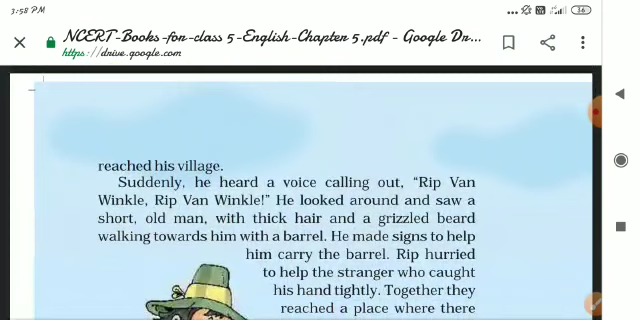 3:58 PM
36
NCERT-Books-for-class 5-English-Chapter 5.pdf - Google Dr...
https://drive.google.com
reached his village.
Suddenly, he heard a voice calling out, “Rip Van
Winkle, Rip Van Winkle!” He looked around and saw a
short, old man, with thick hair and a grizzled beard
walking towards him with a barrel. He made signs to help
him carry the barrel. Rip hurried
to help the stranger who caught
his hand tightly. Together they
reached a place where there